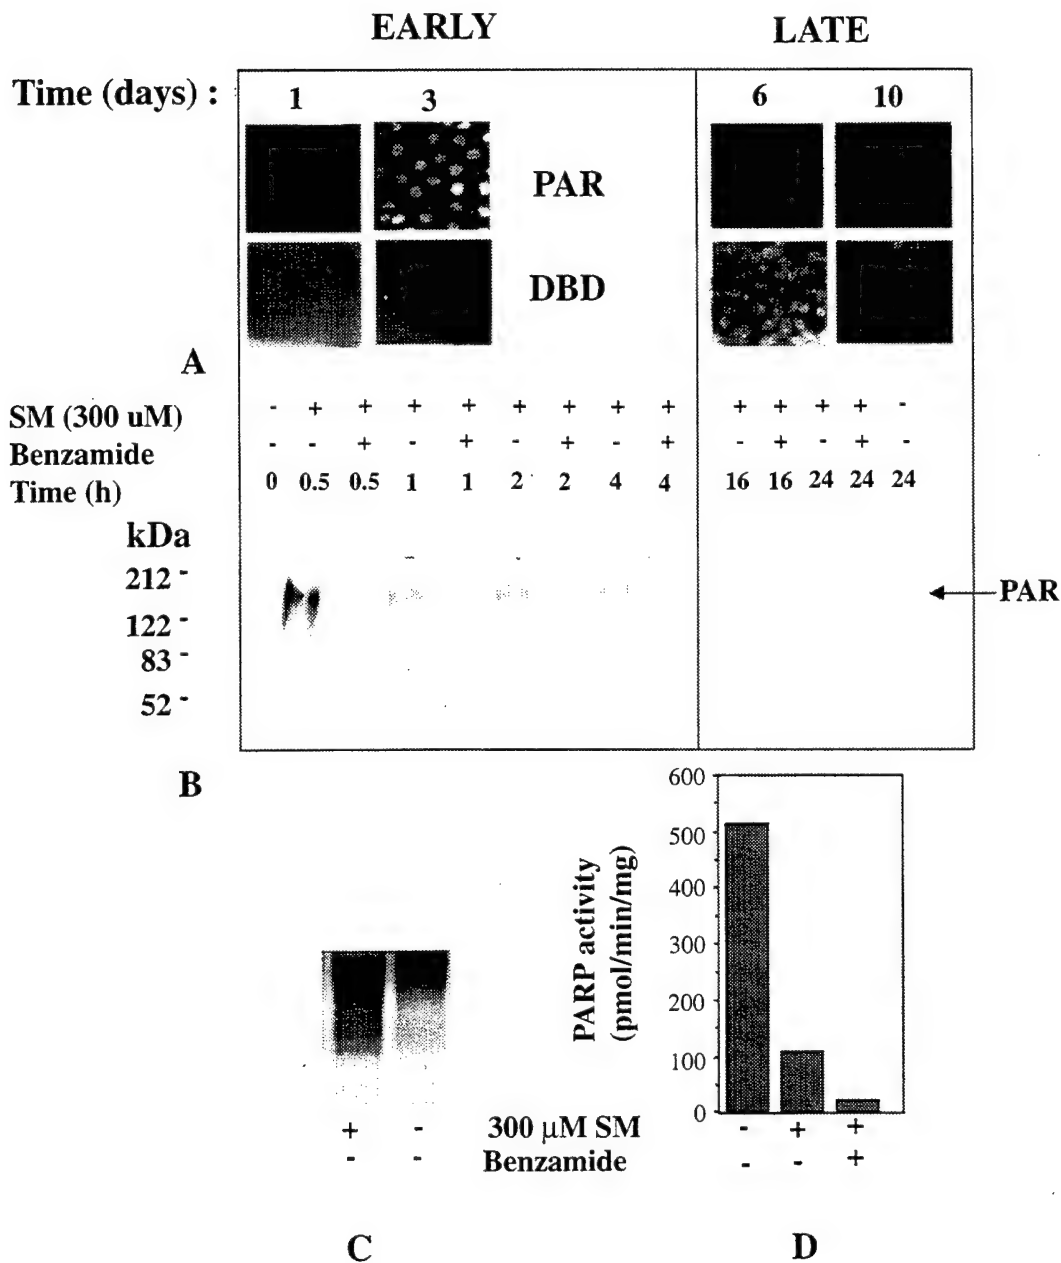 EARLY LATE
Time (days) : 1 3 6 10
PAR
DBD
A
SM (300 uM) - + + + + + + + + + + + + -
Benzamide - - + - + - + - + - + - + -
Time (h) 0 0.5 0.5 1 1 2 2 4 4 16 16 24 24 24
kDa
212 -
PAR
122 -
83 -
52 -
B
600
500
400
300
200
100
0
PARP activity
(pmol/min/mg)
+ - 300 μM SM - + +
- - Benzamide - - +
C D